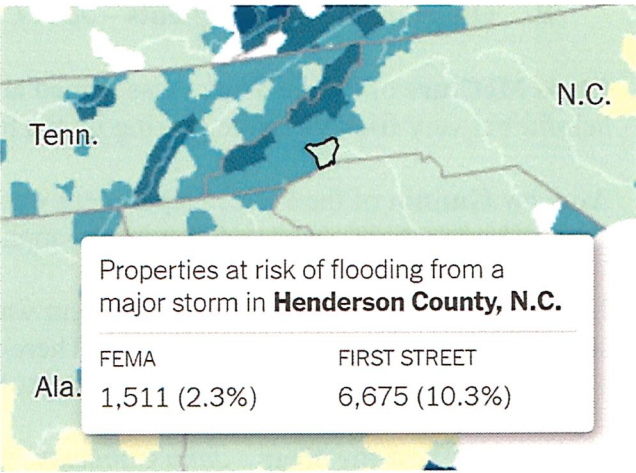 N.C.
Tenn.
Properties at risk of flooding from a
major storm in Henderson County, N.C.
FEMA
FIRST STREET
1,511 (2.3%)
6,675 (10.3%)
Ala.